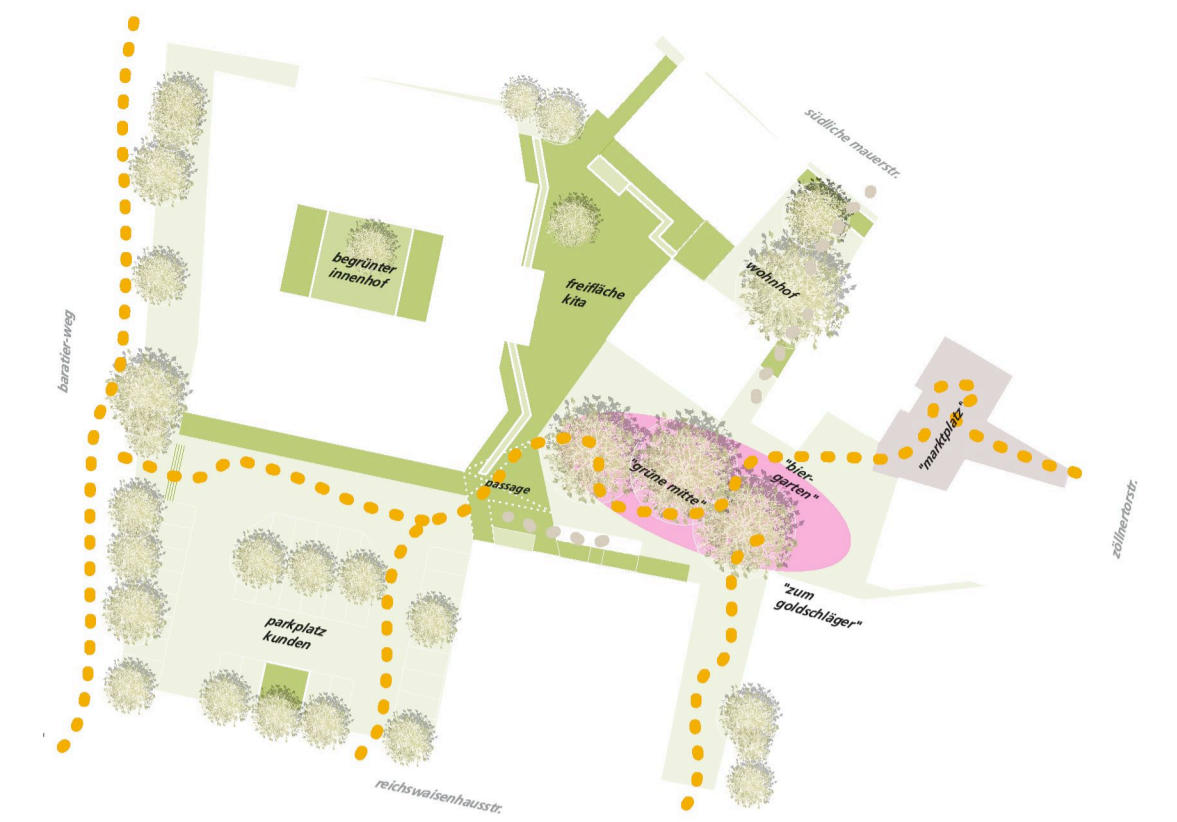 südliche mauerstr.
begrünter
innenhof
freifläche
kita
wohnhof
baratier-weg
"marktplatz"
"grüne mitte"
"bier-
garten"
passage
zöllnertorstr.
"zum
goldschläger"
parkplatz
kunden
reichswaisenhausstr.